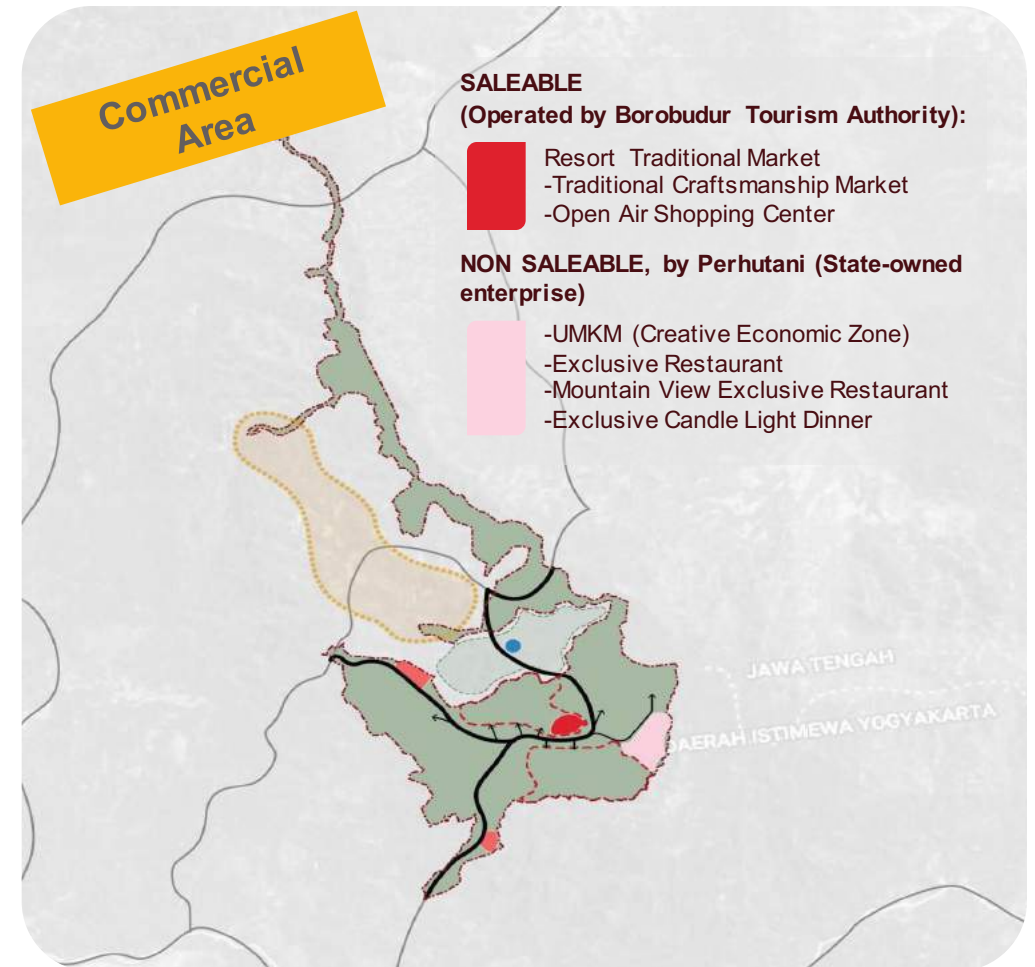 Commercial
Area
SALEABLE
(Operated by Borobudur Tourism Authority):
Resort Traditional Market
-Traditional Craftsmanship Market
-Open Air Shopping Center
NON SALEABLE, by Perhutani (State-owned
enterprise)
-UMKM (Creative Economic Zone)
-Exclusive Restaurant
-Mountain View Exclusive Restaurant
-Exclusive Candle Light Dinner
JAWA TENGAH
DAERAH ISTIMEWA YOGYAKARTA